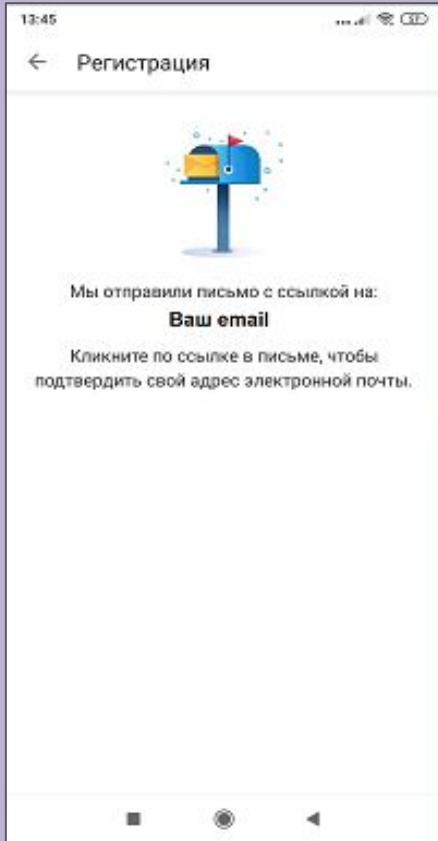 13:45
57
Регистрация
Мы отправили письмо с ссылкой на:
Ваш email
Кликните по ссылке в письме, чтобы
подтвердить свой адрес электронной почты.